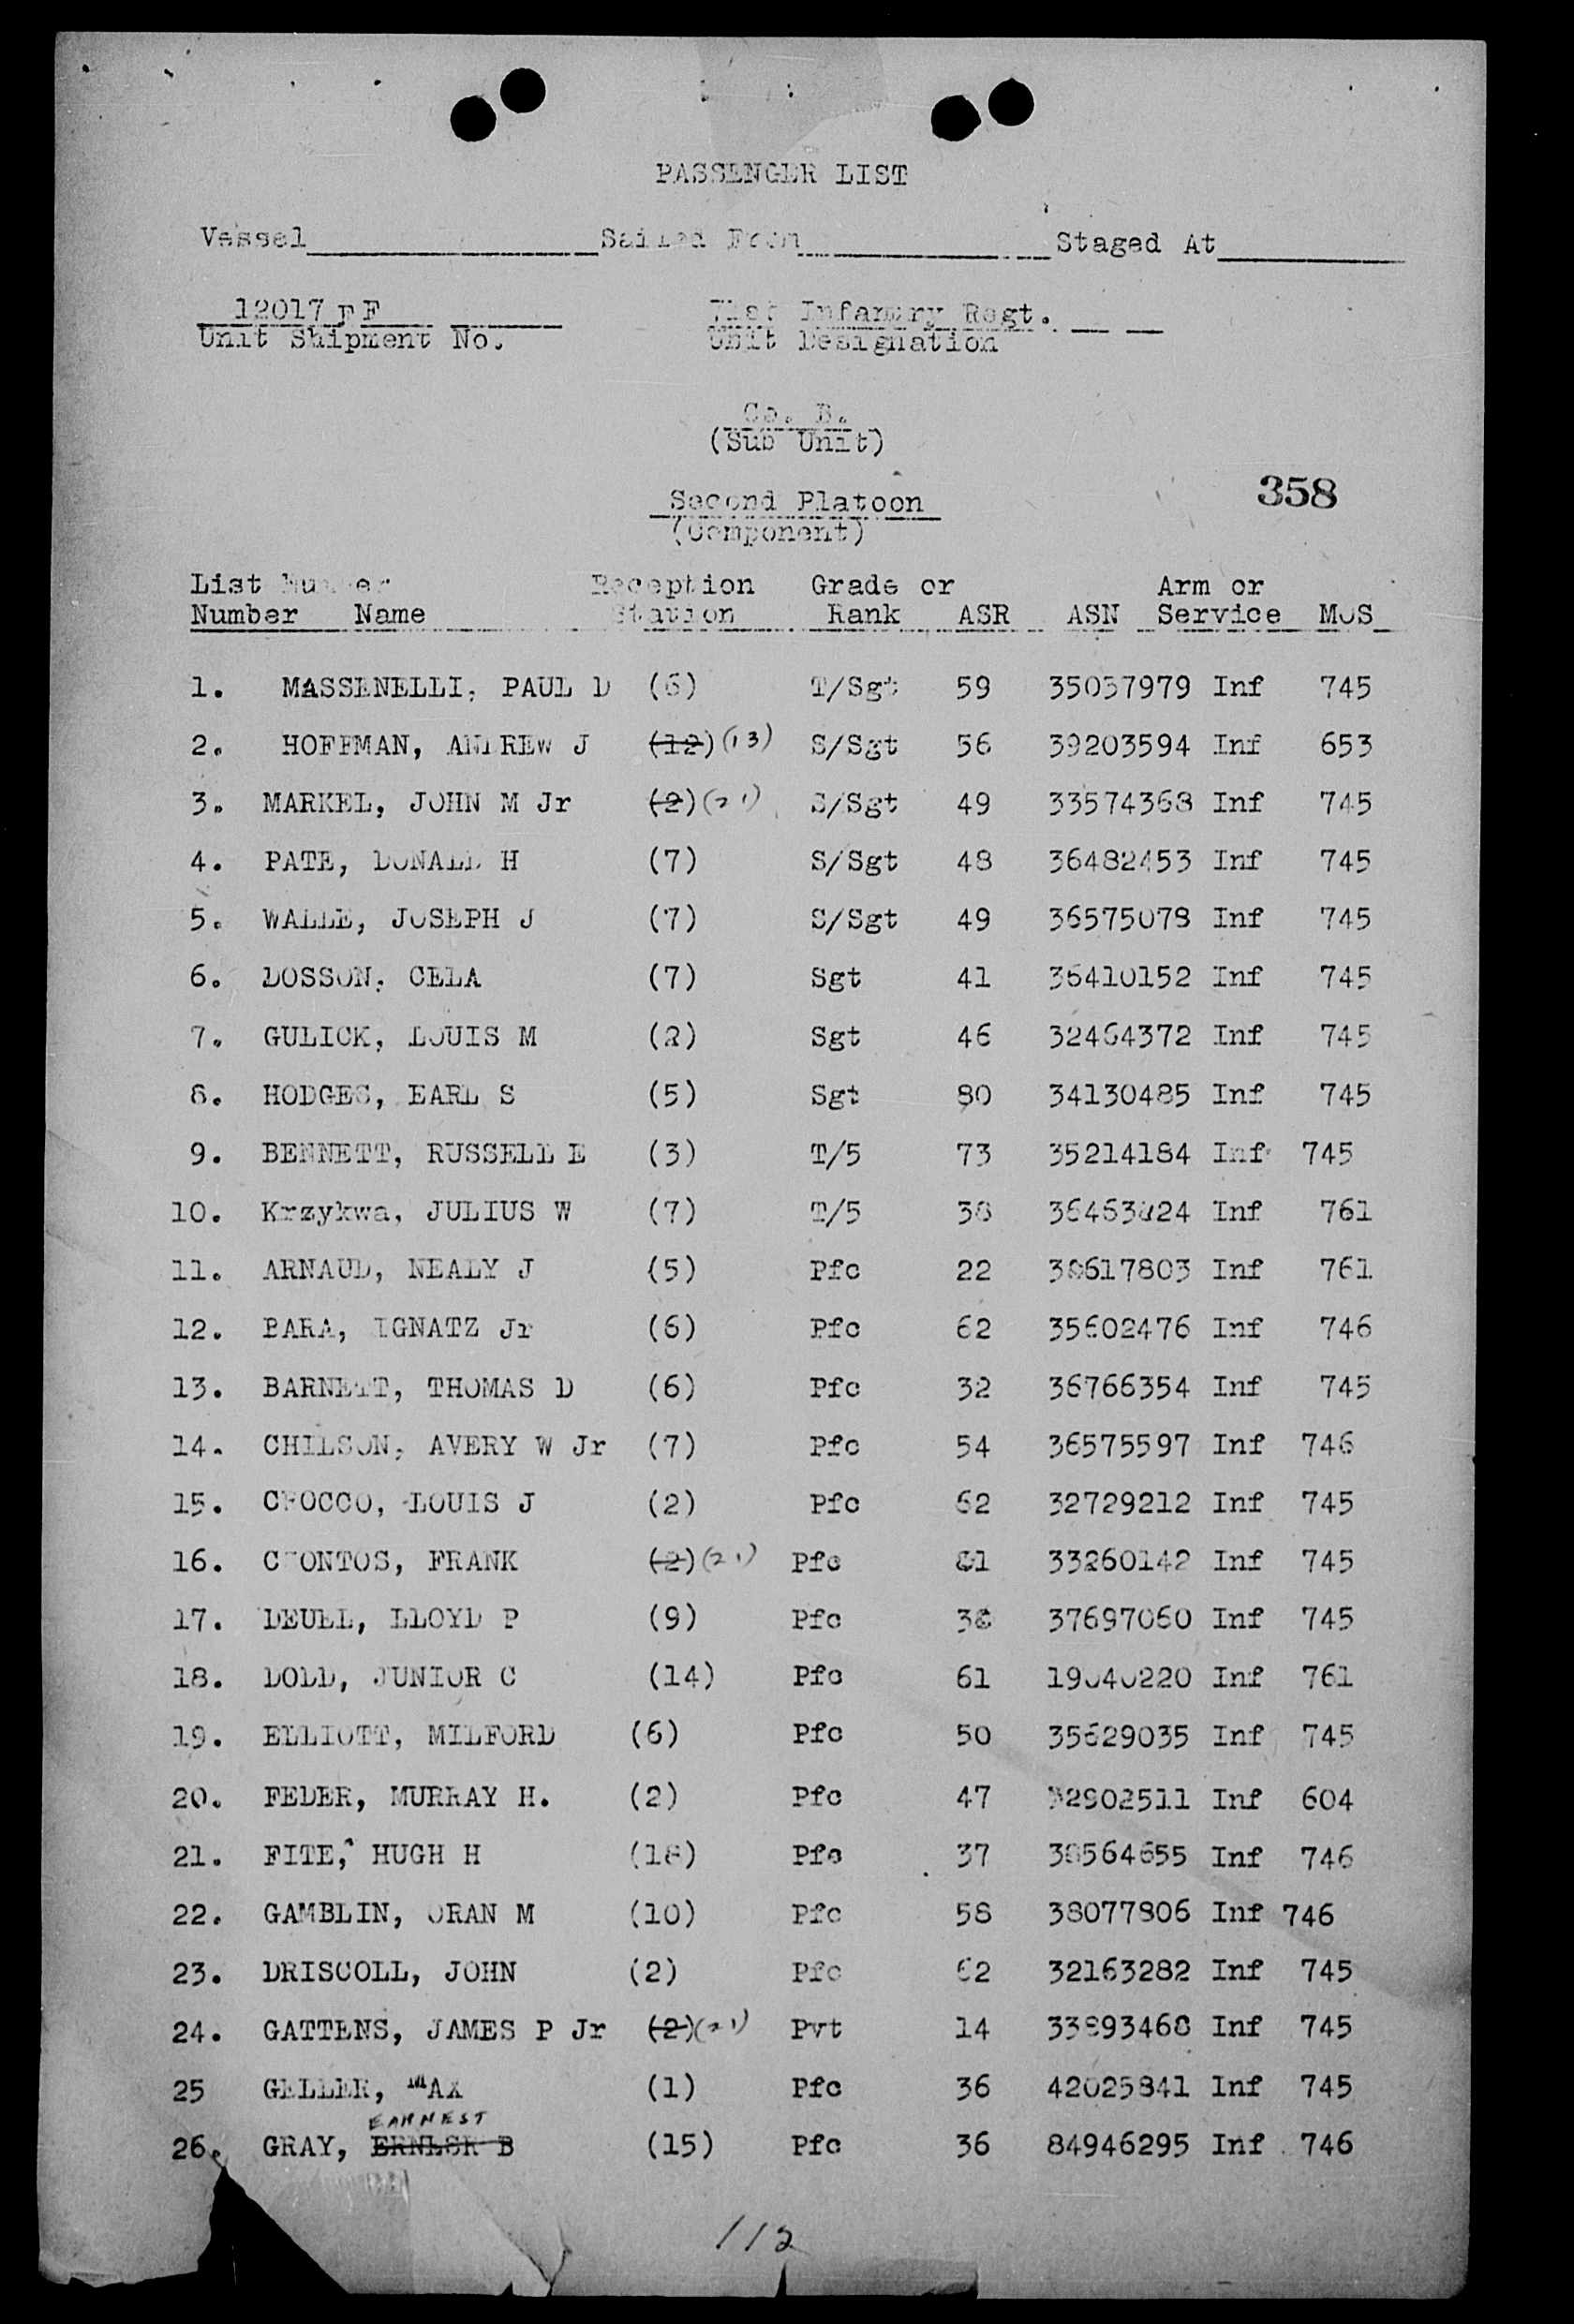 PASSENGER LIST
Vessel Sailed From Staged At
12017 FF 71st Infantry Regt.
Unit Shipment No. Unit Designation
Co. B.
(Sub Unit)
358
Second Platoon
(Component)
List Number Reception Grade or Arm or
Number Name Station Rank ASR ASN Service MOS
1. MASSENELLI, PAUL D (6) T/Sgt 59 35037979 Inf 745
2. HOFFMAN, ANDREW J (12) (13) S/Sgt 56 39203594 Inf 653
3. MARKEL, JOHN M Jr (2) (21) S/Sgt 49 33574368 Inf 745
4. PATE, DONALD H (7) S/Sgt 48 36482453 Inf 745
5. WALLE, JOSEPH J (7) S/Sgt 49 36575078 Inf 745
6. DOSSON, CELA (7) Sgt 41 36410152 Inf 745
7. GULICK, LOUIS M (2) Sgt 46 32464372 Inf 745
8. HODGES, EARL S (5) Sgt 80 34130485 Inf 745
9. BENNETT, RUSSELL E (3) T/5 73 35214184 Inf 745
10. Krzykwa, JULIUS W (7) T/5 38 Inf 761
11. ARNAUD, NEALY J (5) Pfc 22 38617803 Inf 761
12. BARA, IGNATZ Jr (6) Pfc 62 35602476 Inf 746
13. BARNETT, THOMAS D (6) Pfc 32 36766354 Inf 745
14. CHILSON, AVERY W Jr (7) Pfc 54 36575597 Inf 746
15. LOUIS J (2) Pfc 62 32729212 Inf 745
16. FRANK (2) (21) Pfc 33260142 Inf 745
17. DEUEL, LLOYD P (9) Pfc 37697060 Inf 745
18. DOLD, JUNIOR C (14) Pfc 61 19040220 Inf 761
19. ELLIOTT, MILFORD (6) Pfc 50 35629035 Inf 745
20. FEDER, MURRAY H. (2) Pfc 47 32902511 Inf 604
21. FITE, HUGH H (18) Pfc 37 38564655 Inf 746
22. GAMBLIN, ORAN M (10) Pfc 58 38077806 Inf 746
23. DRISCOLL, JOHN (2) Pfc 62 32163282 Inf 745
24. GATTENS, JAMES P Jr (2) (21) Pvt 14 33893468 Inf 745
25 GELLER, MAX (1) Pfc 36 42025841 Inf 745
EARNEST
26. GRAY, B (15) Pfc 36 84946295 Inf 746
112